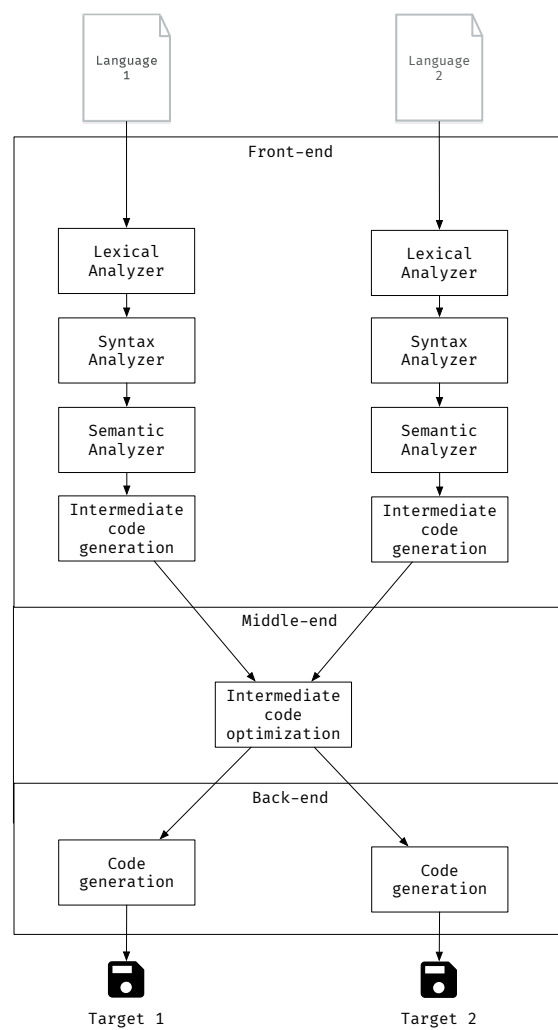 Language
1
Language
2
Front-end
Lexical
Analyzer
Lexical
Analyzer
Syntax
Analyzer
Syntax
Analyzer
Semantic
Analyzer
Semantic
Analyzer
Intermediate
code
generation
Intermediate
code
generation
Middle-end
Intermediate
code
optimization
Back-end
Code
generation
Code
generation
Target 1
Target 2